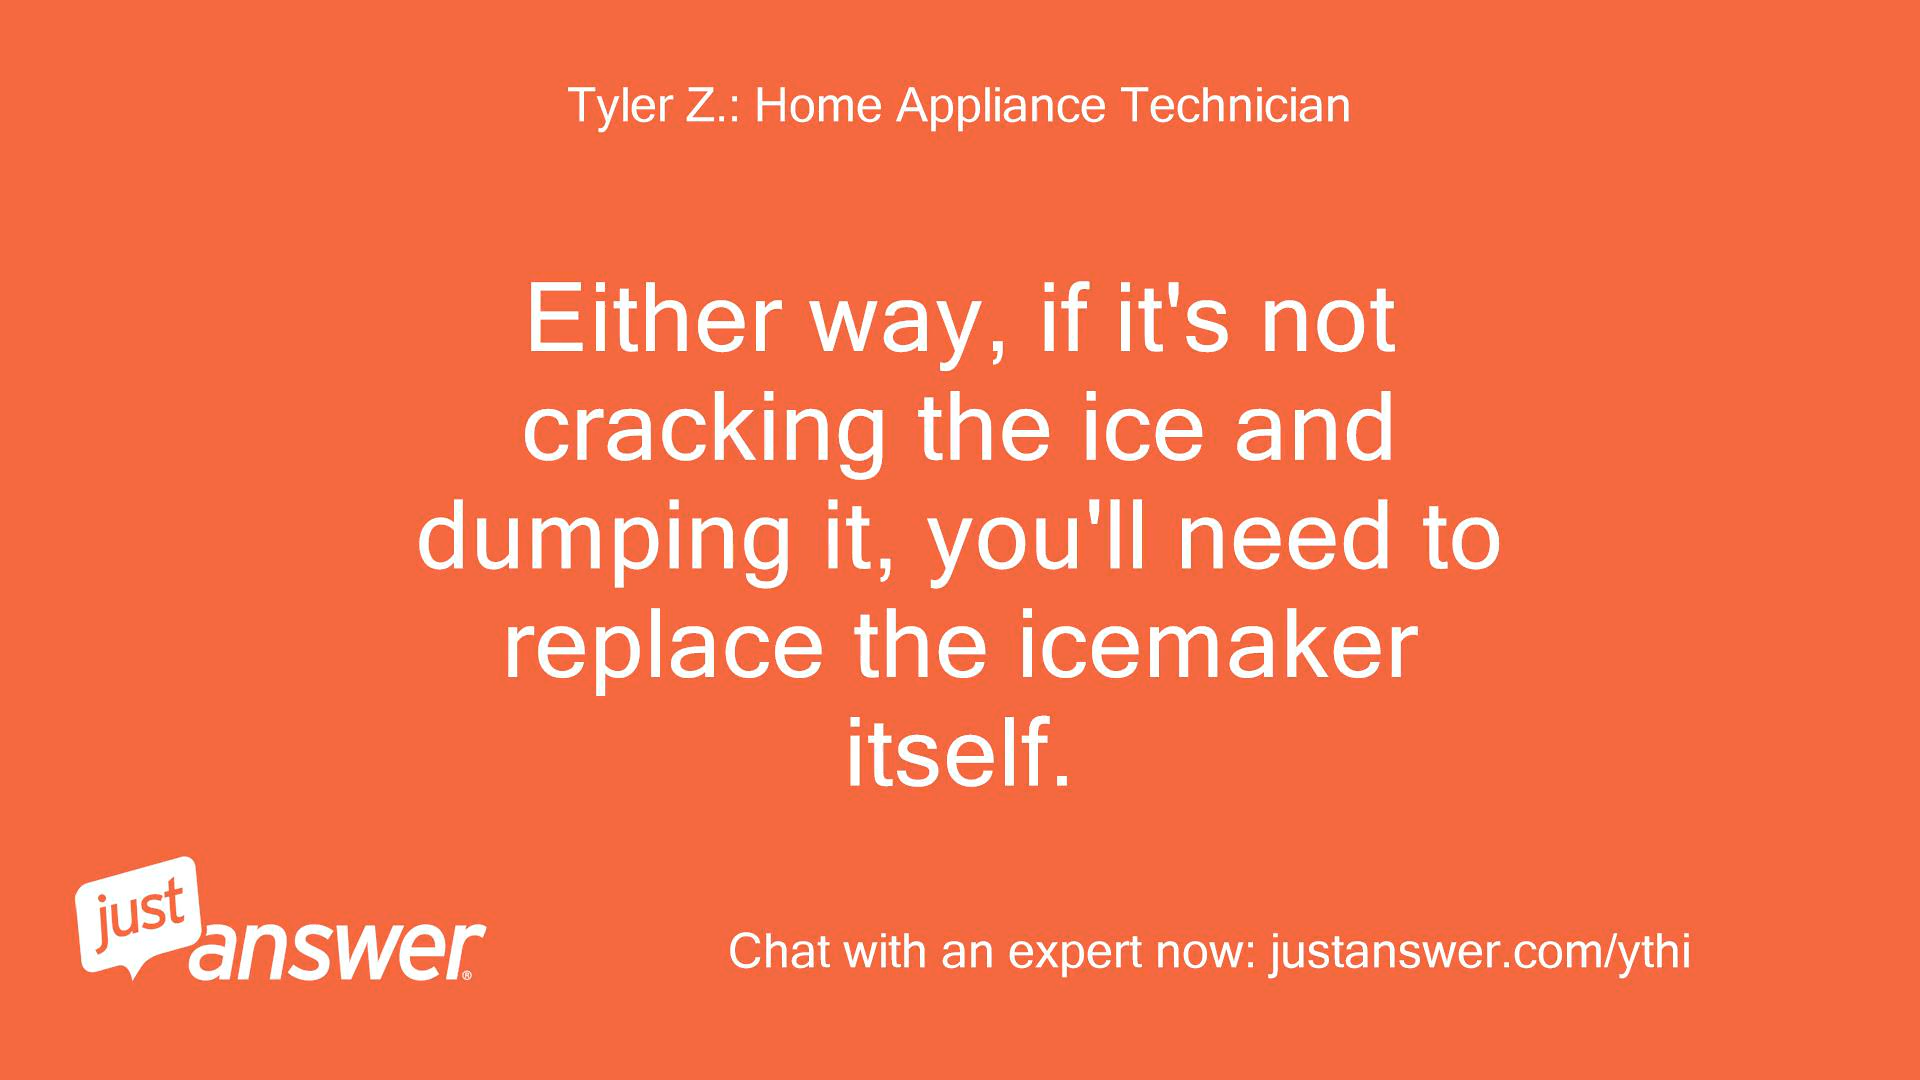 Tyler Z.: Home Appliance Technician
Either way, if it's not
cracking the ice and
dumping it, you'll need to
replace the icemaker
itself.
just
answer®
Chat with an expert now: justanswer.com/ythi